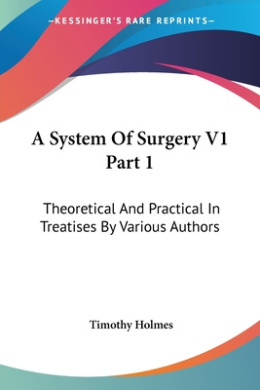 KESSINGER'S RARE REPRINTS
A System Of Surgery V1
Part 1
Theoretical And Practical In
Treatises By Various Authors
Timothy Holmes